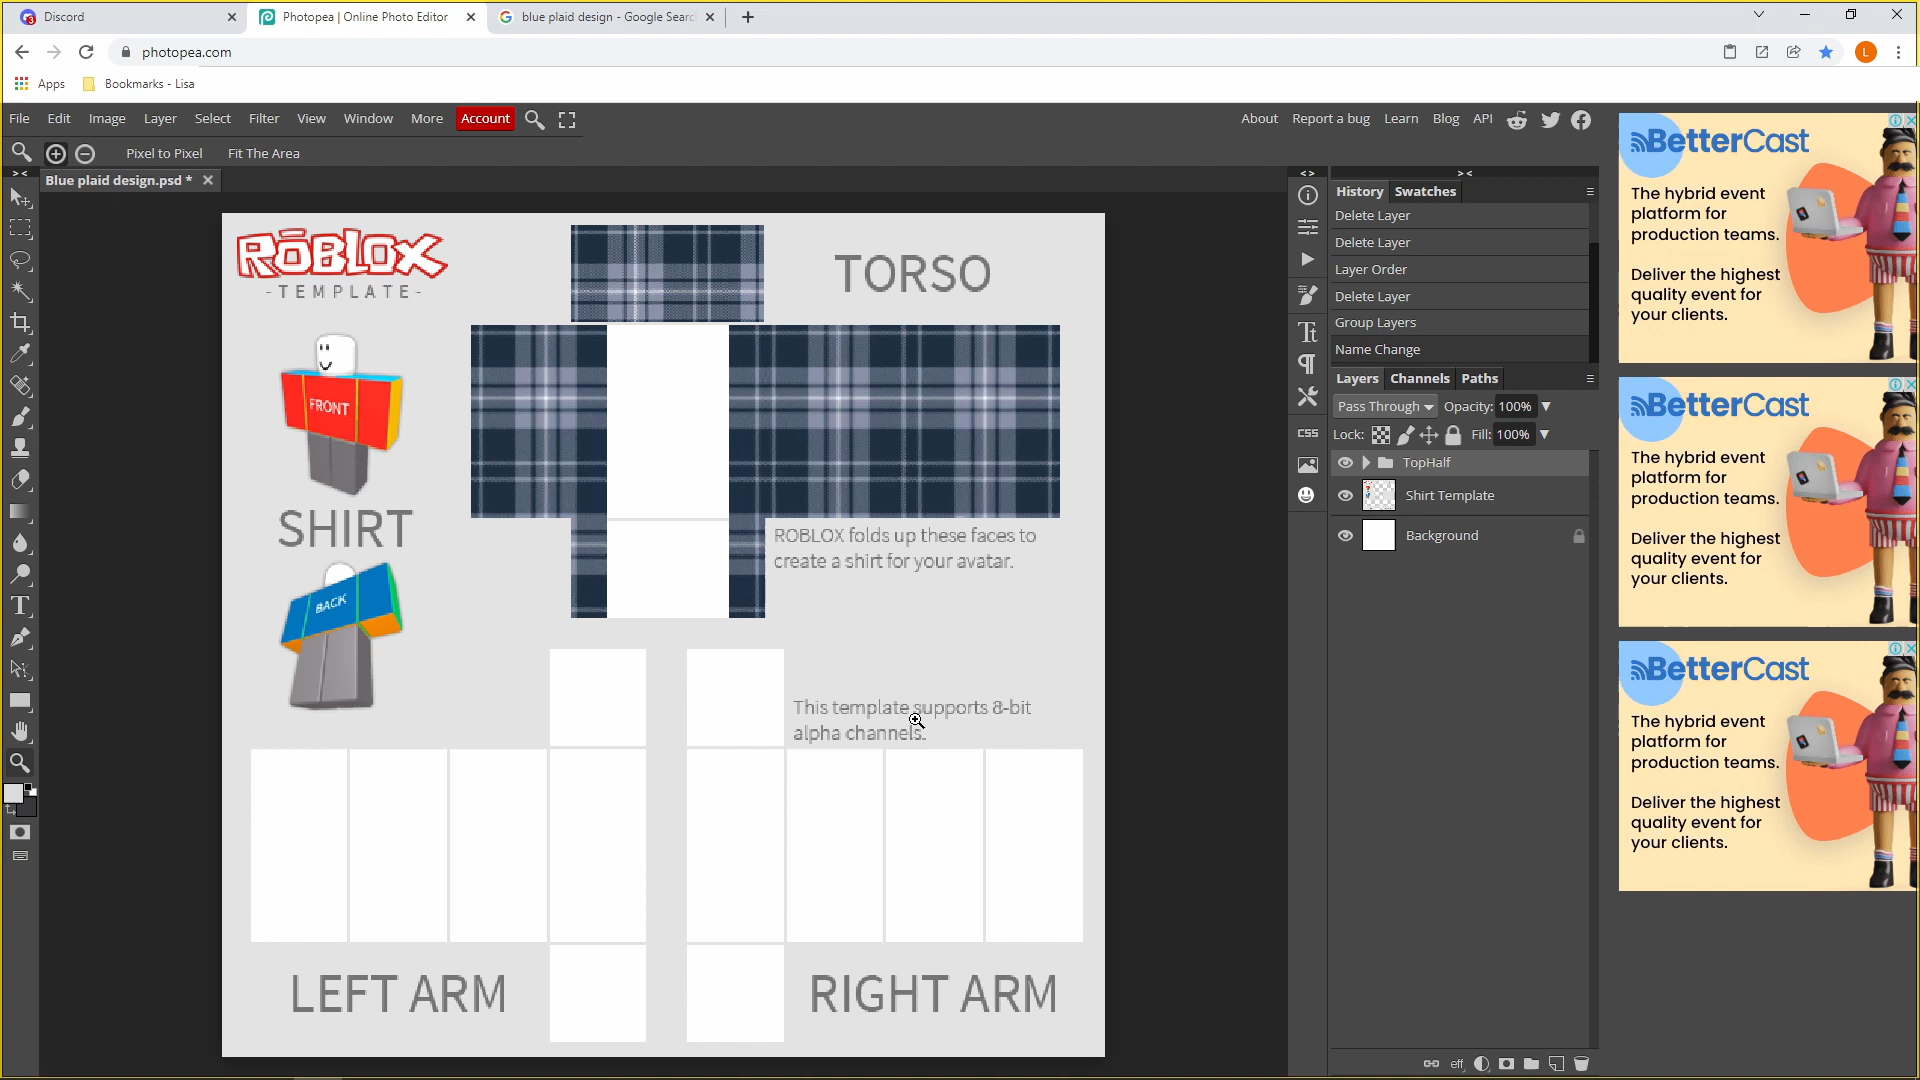 Discord
Photopea | Online Photo Editor
blue plaid design - Google Searc
photopea.com
L
Apps
Bookmarks - Lisa
File Edit Image Layer Select Filter View Window More Account
About Report a bug Learn Blog API
Pixel to Pixel Fit The Area
Blue plaid design.psd *
ROBLOX
-TEMPLATE-
TORSO
FRONT
SHIRT
BACK
ROBLOX folds up these faces to
create a shirt for your avatar.
This template supports 8-bit
alpha channels.
LEFT ARM
RIGHT ARM
CSS
History Swatches
Delete Layer
Delete Layer
Layer Order
Delete Layer
Group Layers
Name Change
Layers Channels Paths
Pass Through Opacity: 100%
Lock: Fill: 100%
TopHalf
Shirt Template
Background
eff
BetterCast
The hybrid event
platform for
production teams.
Deliver the highest
quality event for
your clients.
BetterCast
The hybrid event
platform for
production teams.
Deliver the highest
quality event for
your clients.
BetterCast
The hybrid event
platform for
production teams.
Deliver the highest
quality event for
your clients.